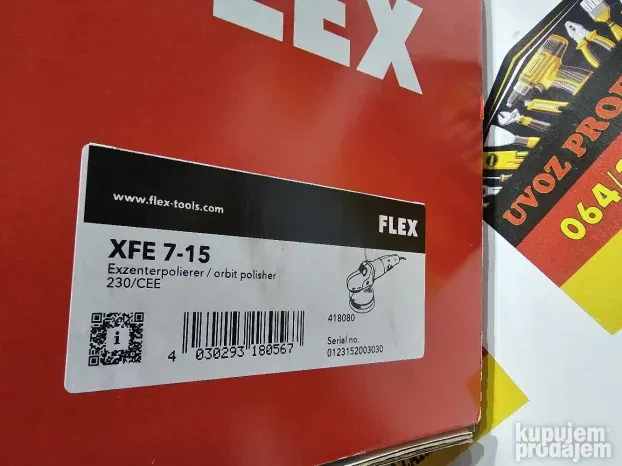 FLEX
www.flex-tools.com
FLEX
XFE 7-15
Exzenterpolierer / orbit polisher
230/CEE
418080
Serial no.
0123152003030
4 030293 180567
UVOZ
064/
kupujem
prodajem